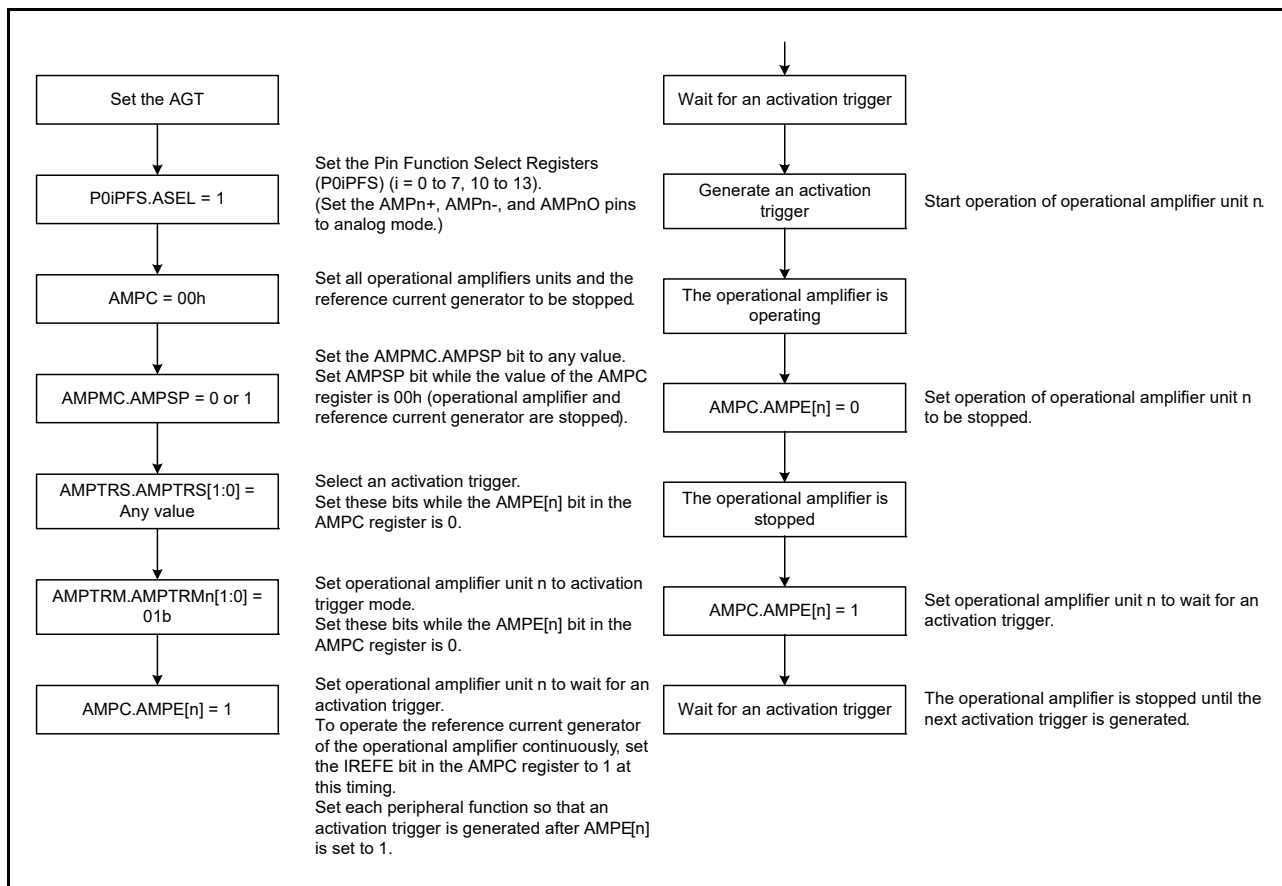 Set the AGT
P0iPFS.ASEL = 1
Set the Pin Function Select Registers
(P0iPFS) (i = 0 to 7, 10 to 13).
(Set the AMPn+, AMPn-, and AMPnO pins
to analog mode.)
AMPC = 00h
Set all operational amplifiers units and the
reference current generator to be stopped.
AMPMC.AMPSP = 0 or 1
Set the AMPMC.AMPSP bit to any value.
Set AMPSP bit while the value of the AMPC
register is 00h (operational amplifier and
reference current generator are stopped).
AMPTRS.AMPTRS[1:0] =
Any value
Select an activation trigger.
Set these bits while the AMPE[n] bit in the
AMPC register is 0.
AMPTRM.AMPTRMn[1:0] =
01b
Set operational amplifier unit n to activation
trigger mode.
Set these bits while the AMPE[n] bit in the
AMPC register is 0.
AMPC.AMPE[n] = 1
Set operational amplifier unit n to wait for an
activation trigger.
To operate the reference current generator
of the operational amplifier continuously, set
the IREFE bit in the AMPC register to 1 at
this timing.
Set each peripheral function so that an
activation trigger is generated after AMPE[n]
is set to 1.
Wait for an activation trigger
Generate an activation
trigger
Start operation of operational amplifier unit n.
The operational amplifier is
operating
AMPC.AMPE[n] = 0
Set operation of operational amplifier unit n
to be stopped.
The operational amplifier is
stopped
AMPC.AMPE[n] = 1
Set operational amplifier unit n to wait for an
activation trigger.
Wait for an activation trigger
The operational amplifier is stopped until the
next activation trigger is generated.